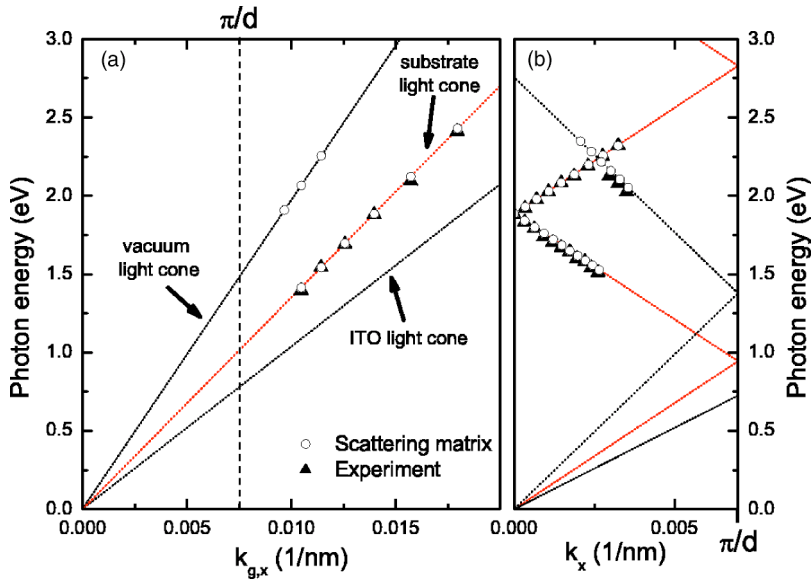 π/d
(a)
substrate
light cone
vacuum
light cone
ITO light cone
Scattering matrix
Experiment
Photon energy (eV)
3.0
2.5
2.0
1.5
1.0
0.5
0.0
0.000
0.005
0.010
0.015
kg,x (1/nm)
(b)
0.000
0.005
π/d
kx (1/nm)
3.0
2.5
2.0
1.5
1.0
0.5
0.0
Photon energy (eV)